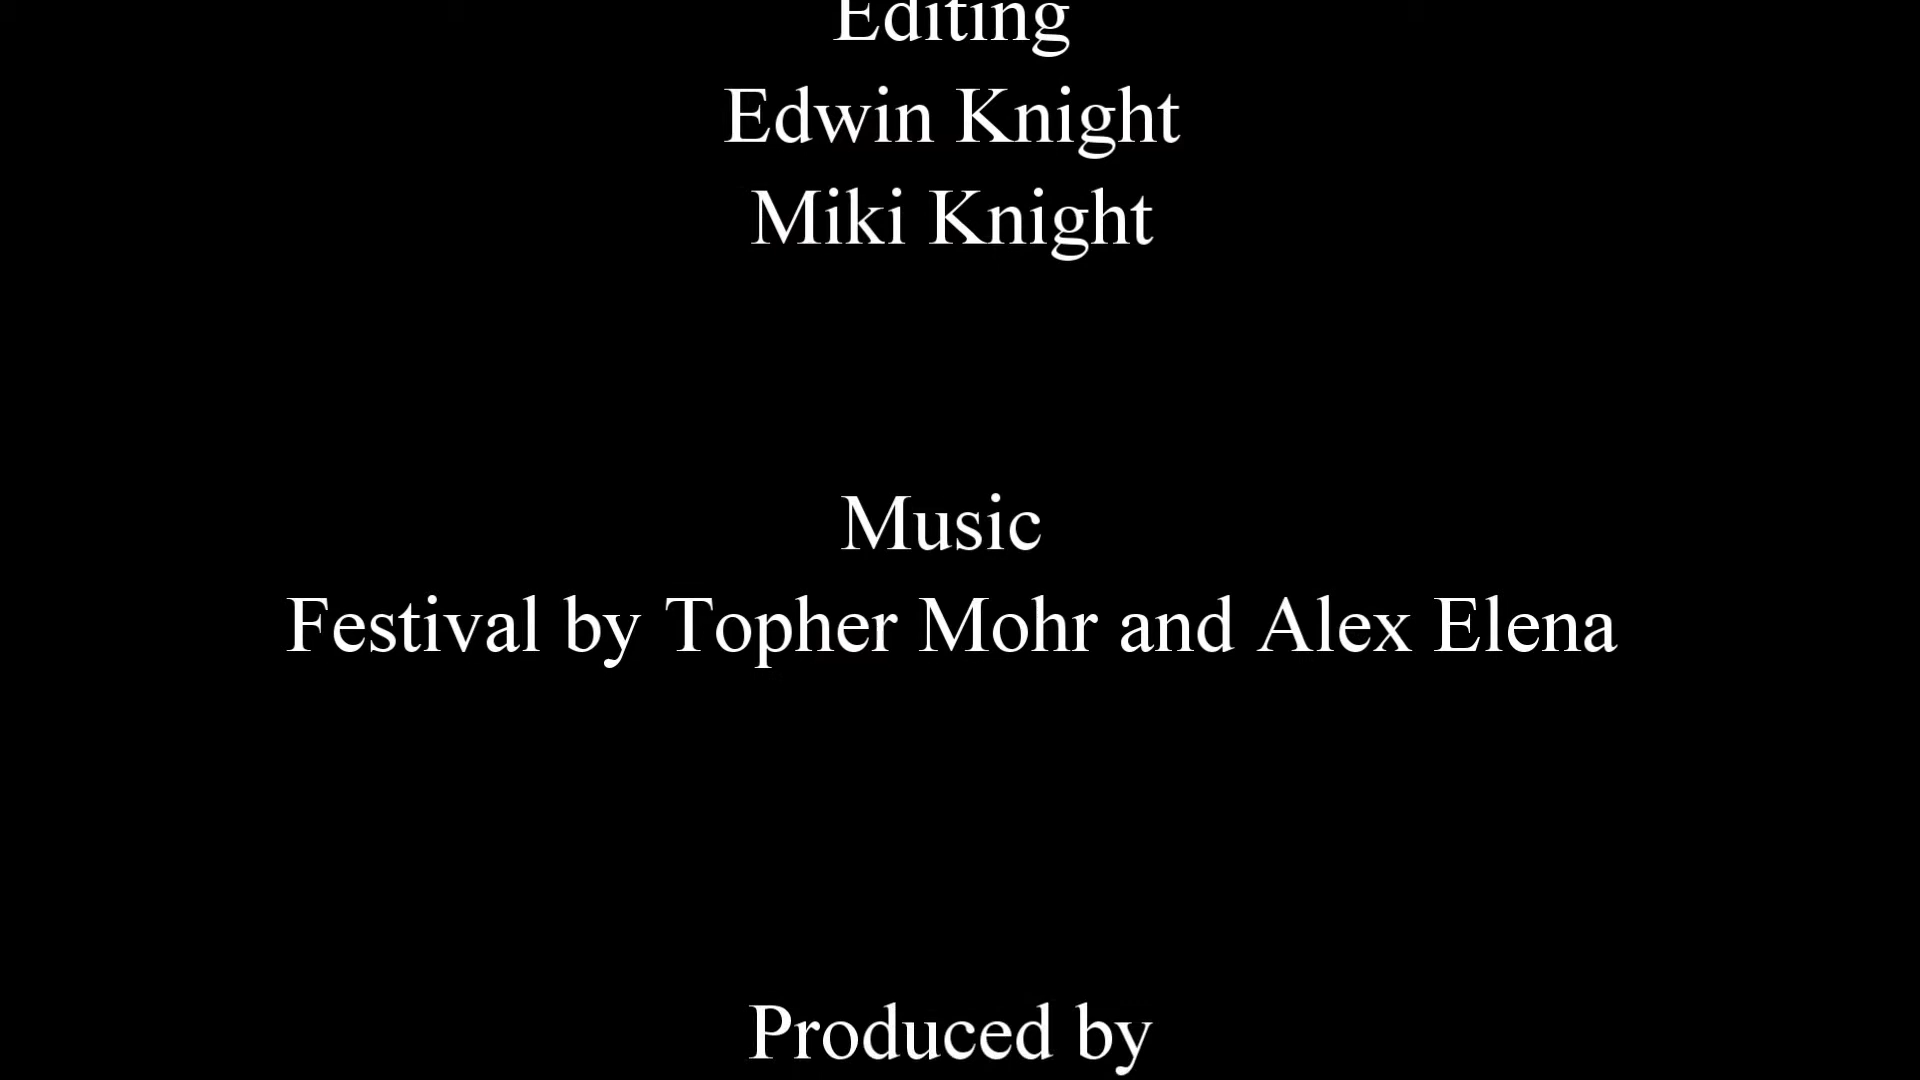 Editing
Edwin Knight
Miki Knight
Music
Festival by Topher Mohr and Alex Elena
Produced by